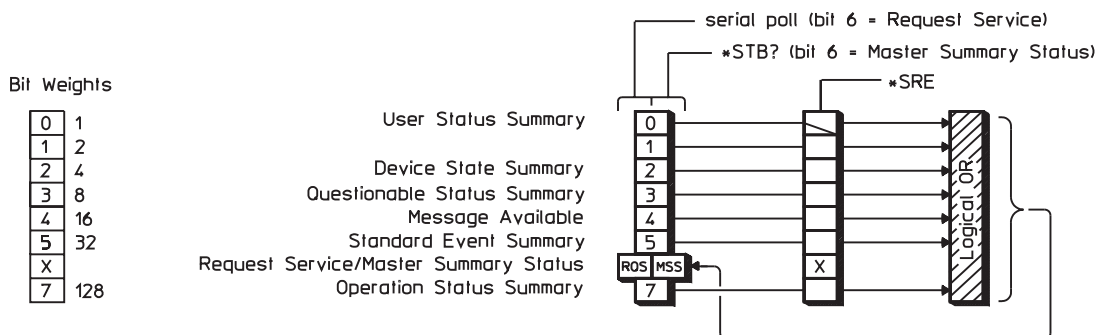 serial poll (bit 6 = Request Service)
*STB? (bit 6 = Master Summary Status)
*SRE
Bit Weights
0 1
1 2
2 4
3 8
4 16
5 32
X
7 128
User Status Summary 0
1
Device State Summary 2
Questionable Status Summary 3
Message Available 4
Standard Event Summary 5
Request Service/Master Summary Status RQS MSS X
Operation Status Summary 7
Logical OR